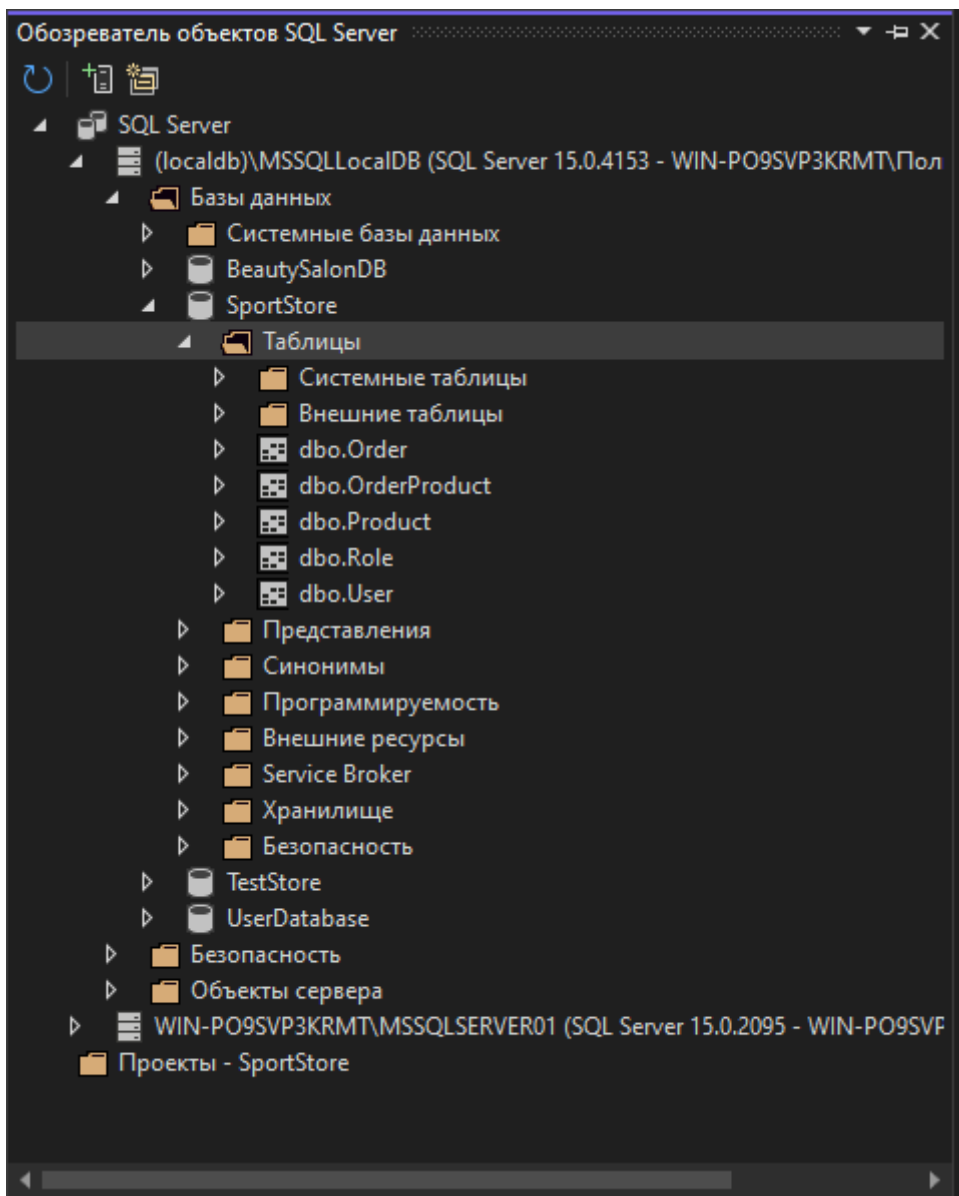 Обозреватель объектов SQL Server
SQL Server
(localdb)\MSSQLLocalDB (SQL Server 15.0.4153 - WIN-PO9SVP3KRMT\Пол
Базы данных
Системные базы данных
BeautySalonDB
SportStore
Таблицы
Системные таблицы
Внешние таблицы
dbo.Order
dbo.OrderProduct
dbo.Product
dbo.Role
dbo.User
Представления
Синонимы
Программируемость
Внешние ресурсы
Service Broker
Хранилище
Безопасность
TestStore
UserDatabase
Безопасность
Объекты сервера
WIN-PO9SVP3KRMT\MSSQLSERVER01 (SQL Server 15.0.2095 - WIN-PO9SVP
Проекты - SportStore